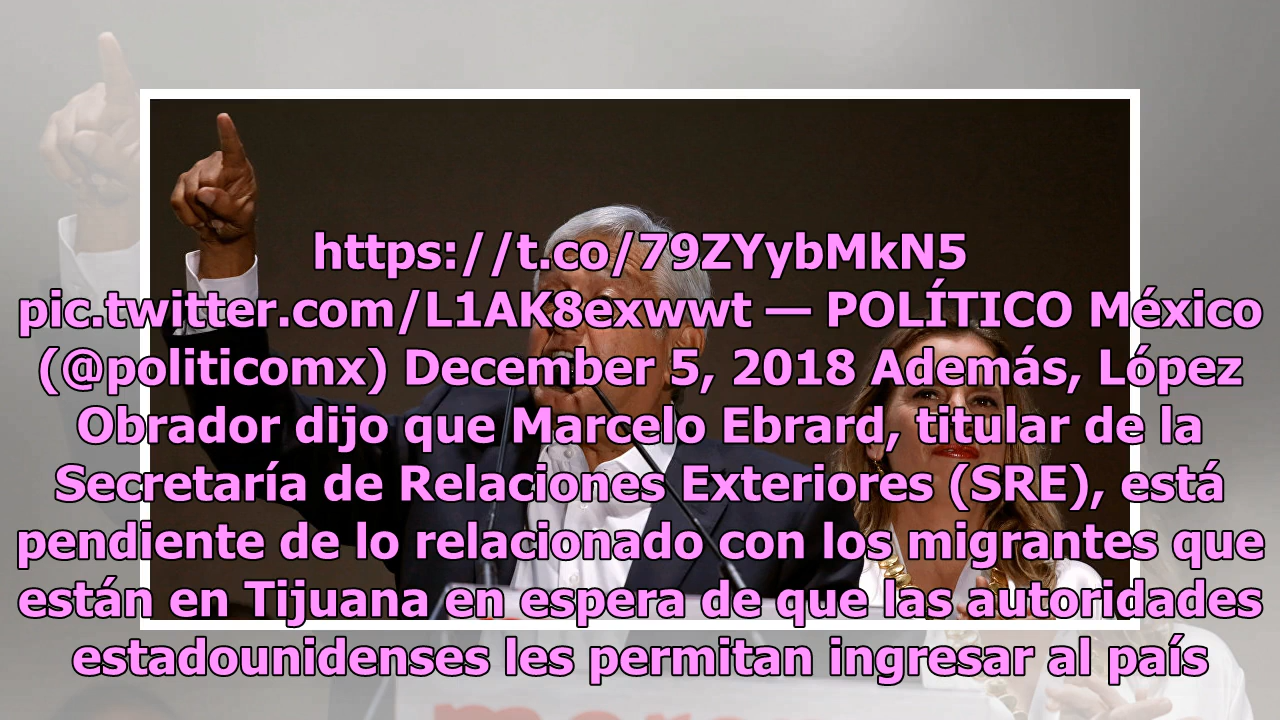 https://t.co/79ZYybMkN5
pic.twitter.com/L1AK8exwwt — POLÍTICO México
(@politicomx) December 5, 2018 Además, López
Obrador dijo que Marcelo Ebrard, titular de la
Secretaría de Relaciones Exteriores (SRE), está
pendiente de lo relacionado con los migrantes que
están en Tijuana en espera de que las autoridades
estadounidenses les permitan ingresar al país